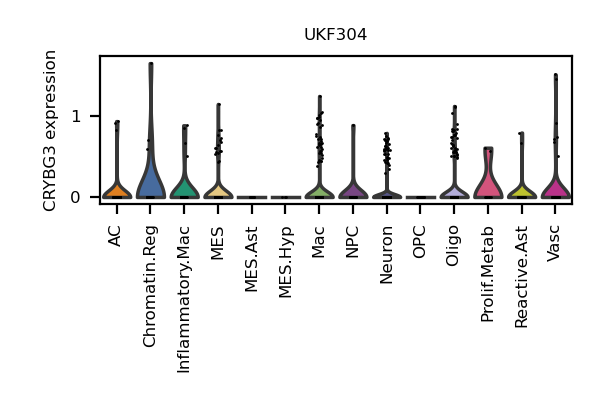 UKF304
CRYBG3 expression
1
0
AC
Chromatin.Reg
Inflammatory.Mac
MES
MES.Ast
MES.Hyp
Mac
NPC
Neuron
OPC
Oligo
Prolif.Metab
Reactive.Ast
Vasc